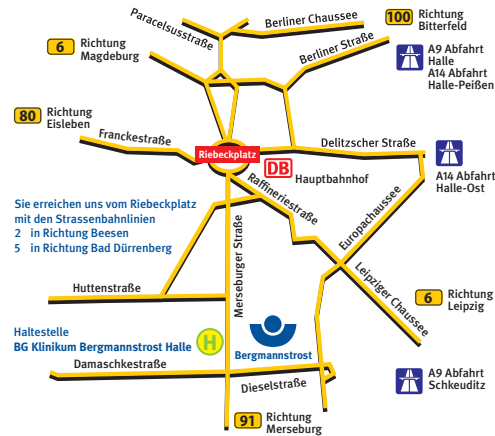 Paracelsusstraße
Berliner Chaussee
100 Richtung
Bitterfeld
6 Richtung
Magdeburg
Berliner Straße
A9 Abfahrt
Halle
A14 Abfahrt
Halle-Peißen
80 Richtung
Eisleben
Franckestraße
Riebeckplatz
Delitzscher Straße
DB
Hauptbahnhof
A14 Abfahrt
Halle-Ost
Raffineriestraße
Europachaussee
Sie erreichen uns vom Riebeckplatz
mit den Strassenbahnlinien
2 in Richtung Beesen
5 in Richtung Bad Dürrenberg
Merseburger Straße
Leipziger Chaussee
Huttenstraße
6 Richtung
Leipzig
Haltestelle
BG Klinikum Bergmannstrost Halle
H
Bergmannstrost
Damaschkestraße
Dieselstraße
A9 Abfahrt
Schkeuditz
91 Richtung
Merseburg